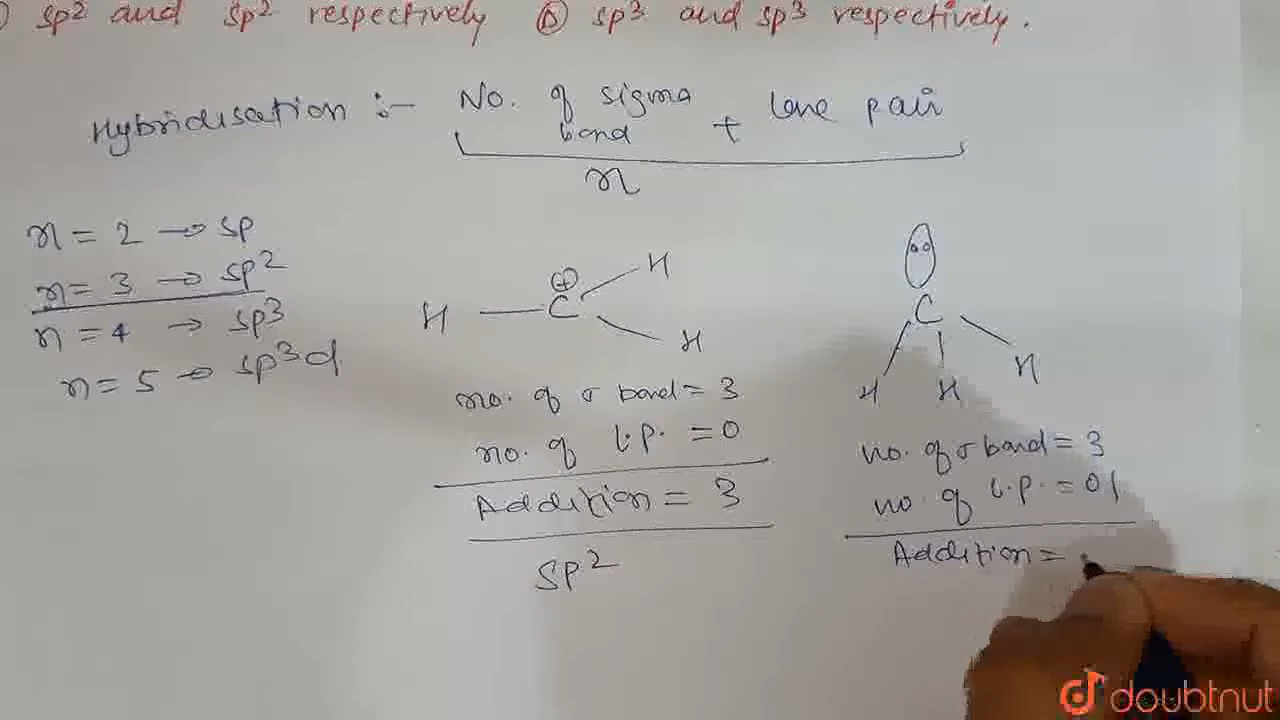 sp2 and sp2 respectively (D) sp3 and sp3 respectively.
Hybridisation :- No. of sigma bond + lone pair
n
n = 2 → sp
n = 3 → sp2
n = 4 → sp3
n = 5 → sp3d
⊕
H C H
H
no. of σ bond = 3
no. of l.p. = 0
Addition = 3
sp2
C
H H H
no. of σ bond = 3
no of l.p. = 01
Addition =
doubtnut